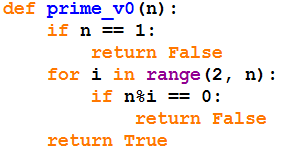 def prime_v0(n):
    if n == 1:
        return False
    for i in range(2, n):
        if n%i == 0:
            return False
    return True